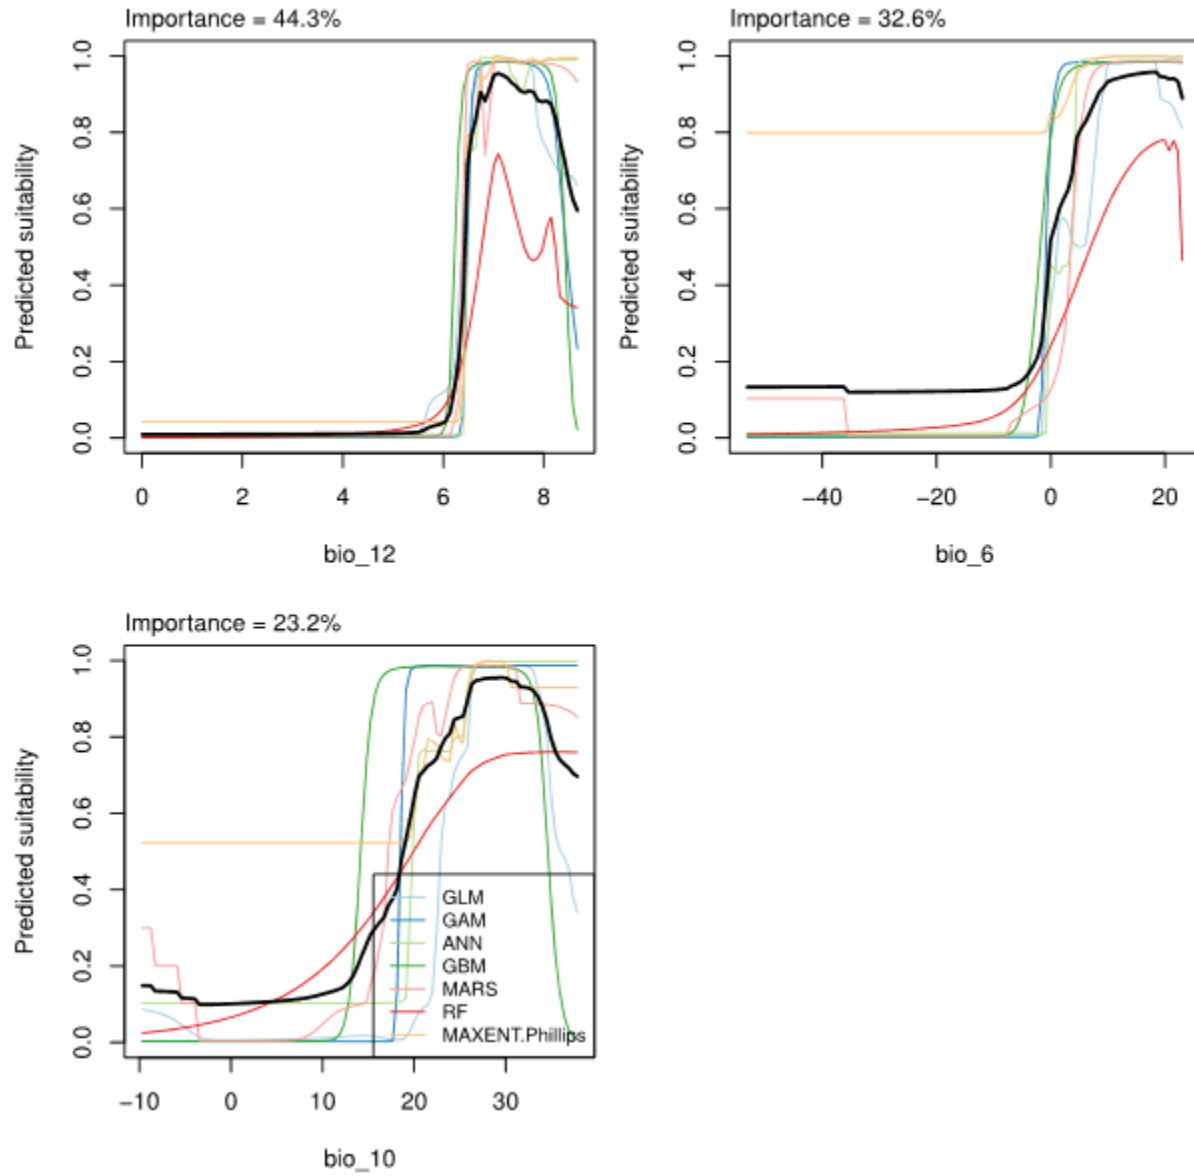 Importance = 44.3%
Predicted suitability
0.0 0.2 0.4 0.6 0.8 1.0
0 2 4 6 8
bio_12
Importance = 32.6%
Predicted suitability
0.0 0.2 0.4 0.6 0.8 1.0
−40 −20 0 20
bio_6
Importance = 23.2%
Predicted suitability
0.0 0.2 0.4 0.6 0.8 1.0
GLM
GAM
ANN
GBM
MARS
RF
MAXENT.Phillips
−10 0 10 20 30
bio_10